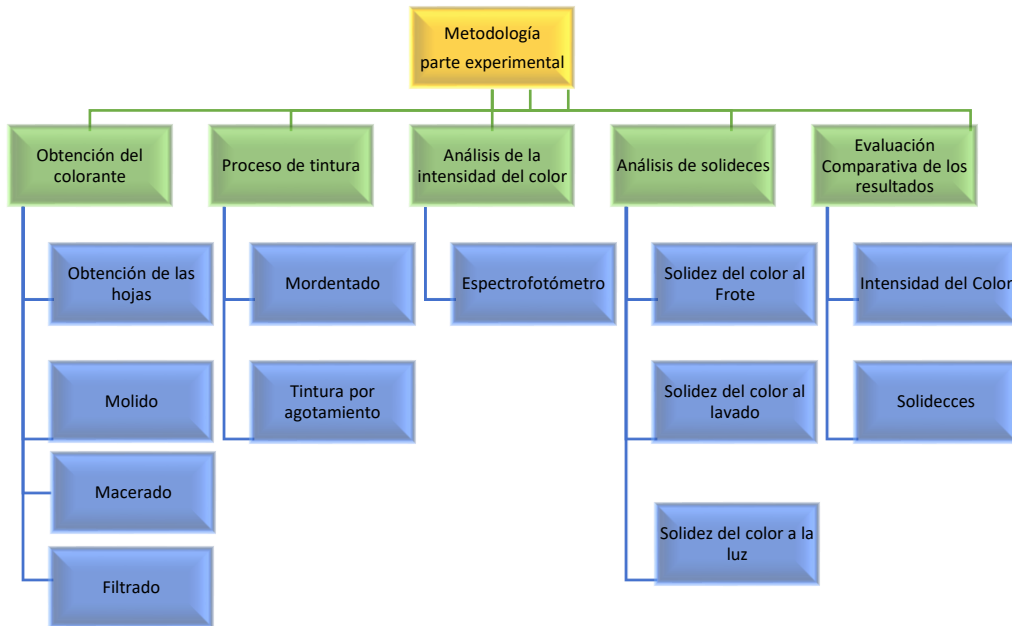 Metodología
parte experimental
Obtención del
colorante
Proceso de tintura
Análisis de la
intensidad del color
Análisis de solideces
Evaluación
Comparativa de los
resultados
Obtención de las
hojas
Molido
Macerado
Filtrado
Mordentado
Tintura por
agotamiento
Espectrofotómetro
Solidez del color al
Frote
Solidez del color al
lavado
Solidez del color a la
luz
Intensidad del Color
Solidecces